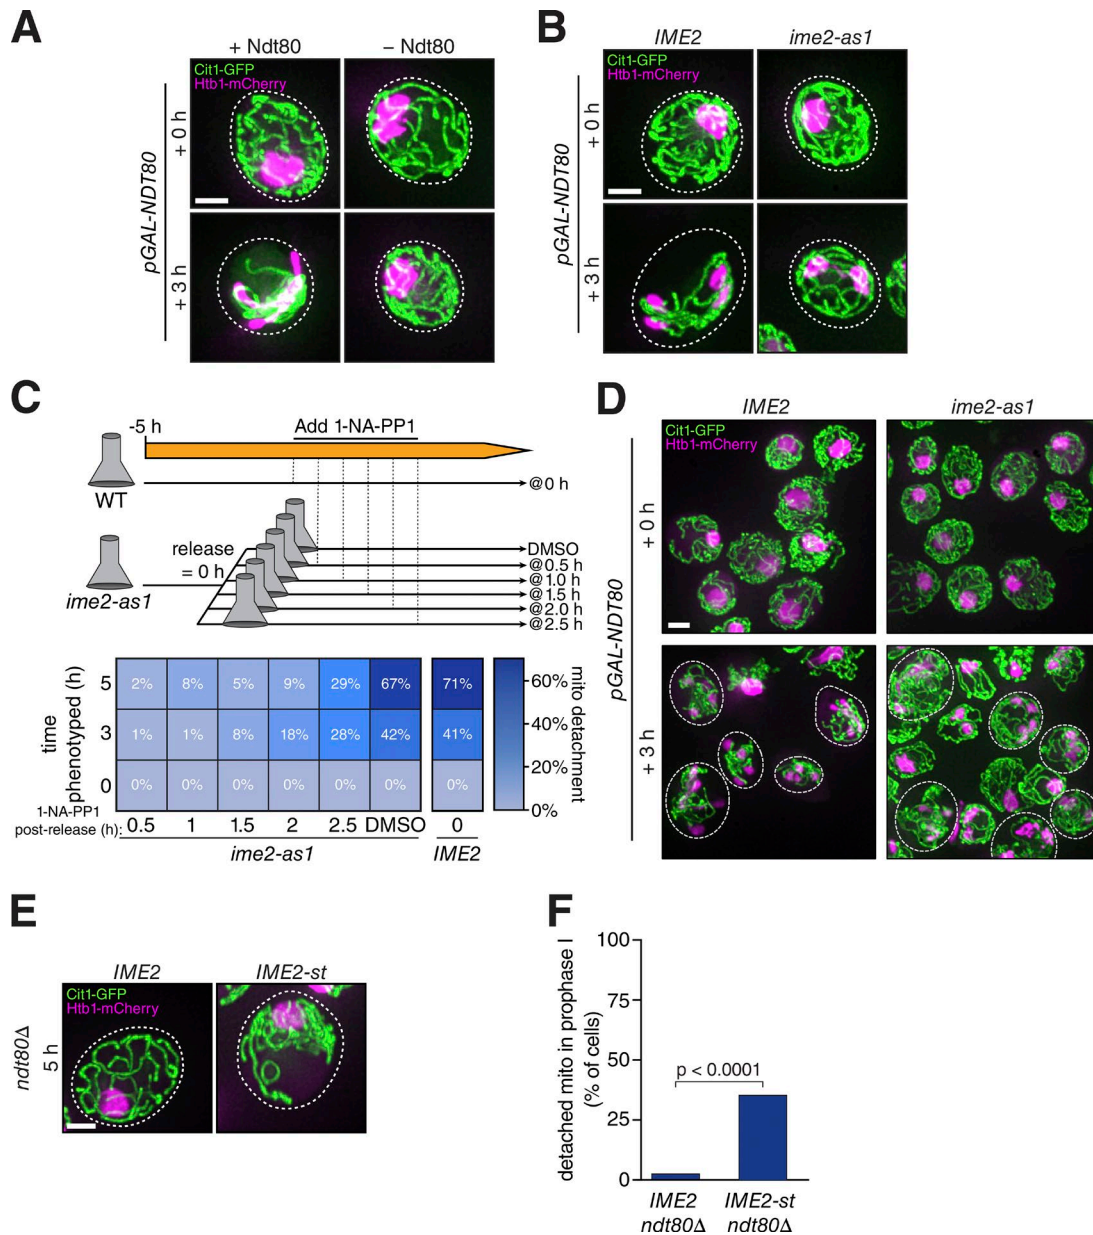 A
+ Ndt80
– Ndt80
Cit1-GFP
Htb1-mCherry
pGAL-NDT80
+ 0 h
+ 3 h
B
IME2
ime2-as1
Cit1-GFP
Htb1-mCherry
pGAL-NDT80
+ 0 h
+ 3 h
C
-5 h
Add 1-NA-PP1
WT
@0 h
release
= 0 h
ime2-as1
DMSO
@0.5 h
@1.0 h
@1.5 h
@2.0 h
@2.5 h
time
phenotyped (h)
5
2% 8% 5% 9% 29% 67% 71%
3
1% 1% 8% 18% 28% 42% 41%
0
0% 0% 0% 0% 0% 0% 0%
60%
40%
20%
0%
mito detachment
1-NA-PP1
post-release (h):
0.5 1 1.5 2 2.5 DMSO 0
ime2-as1
IME2
D
IME2
ime2-as1
Cit1-GFP
Htb1-mCherry
pGAL-NDT80
+ 0 h
+ 3 h
E
IME2
IME2-st
Cit1-GFP
Htb1-mCherry
ndt80Δ
5 h
F
detached mito in prophase I
(% of cells)
100
75
50
25
0
p < 0.0001
IME2
ndt80Δ
IME2-st
ndt80Δ